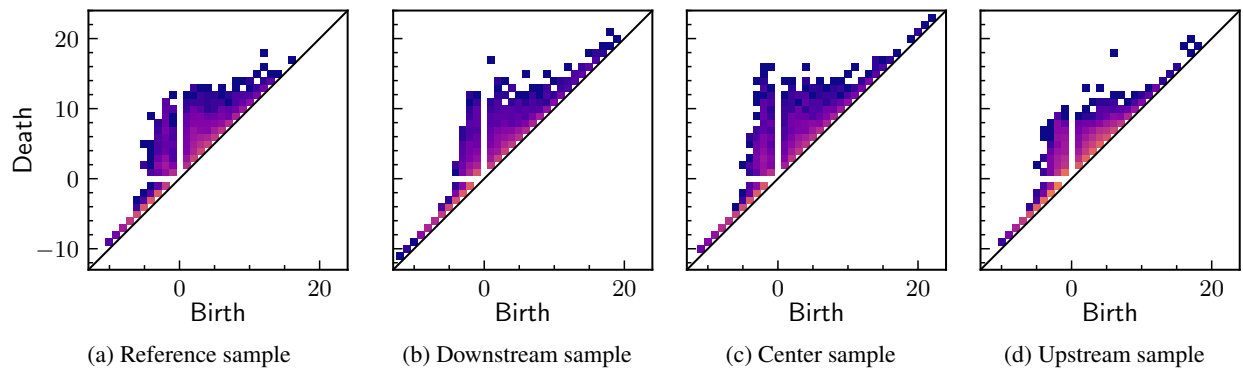 20
10
0
−10
Death
0 20 0 20 0 20 0 20
Birth Birth Birth Birth
(a) Reference sample (b) Downstream sample (c) Center sample (d) Upstream sample